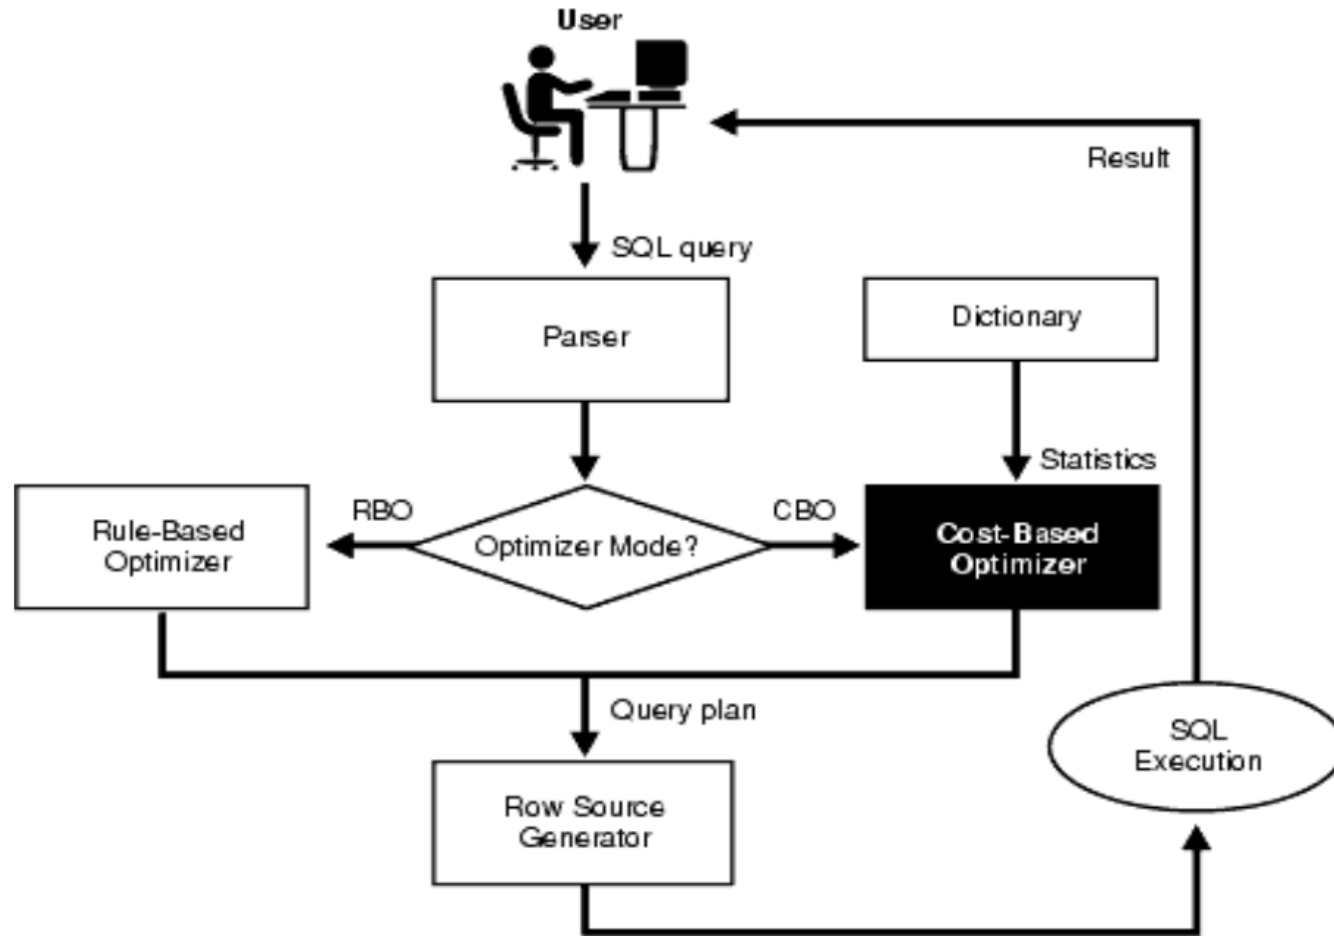 User
Result
SQL query
Parser
Dictionary
Statistics
RBO
CBO
Rule-Based
Optimizer
Optimizer Mode?
Cost-Based
Optimizer
Query plan
SQL
Execution
Row Source
Generator